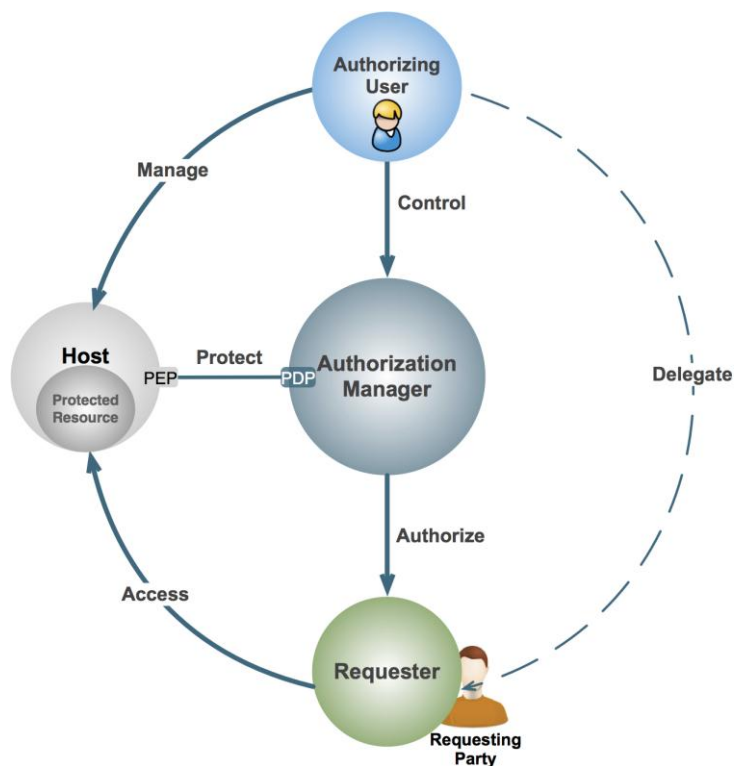 Authorizing
User
Manage
Control
Host
Protected
Resource
PEP
Protect
PDP
Authorization
Manager
Delegate
Authorize
Access
Requester
Requesting
Party